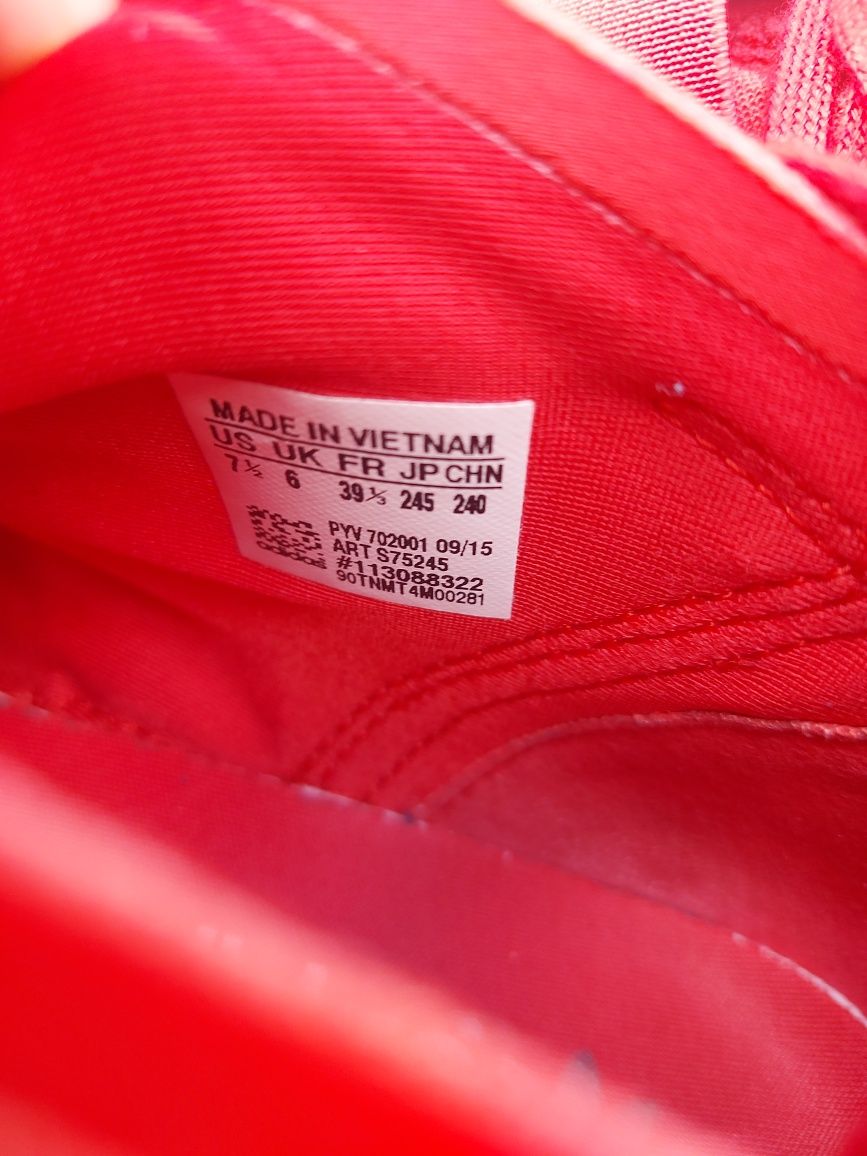 MADE IN VIETNAM
US UK FR JP CHN
7½ 6 39⅓ 245 240
PYV 702001 09/15
ART S75245
#113088322
adidas 90TNMT4M00281